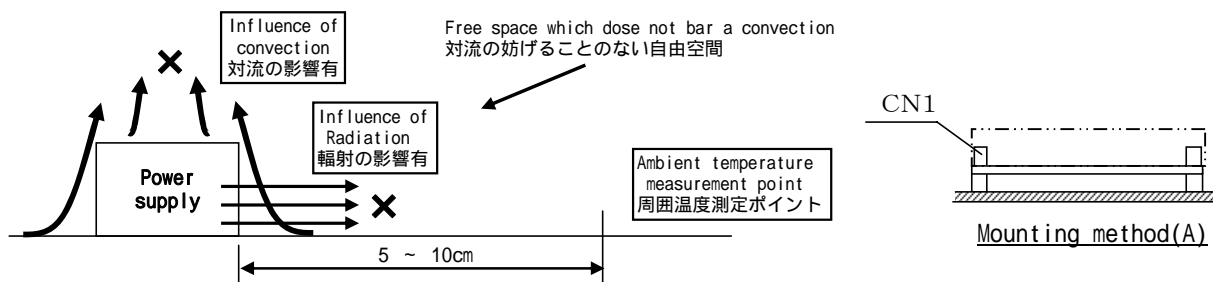 Influence of
convection
対流の影響有
Free space which dose not bar a convection
対流の妨げることのない自由空間
Influence of
Radiation
輻射の影響有
Power
supply
Ambient temperature
measurement point
周囲温度測定ポイント
5 ~ 10cm
CN1
Mounting method(A)